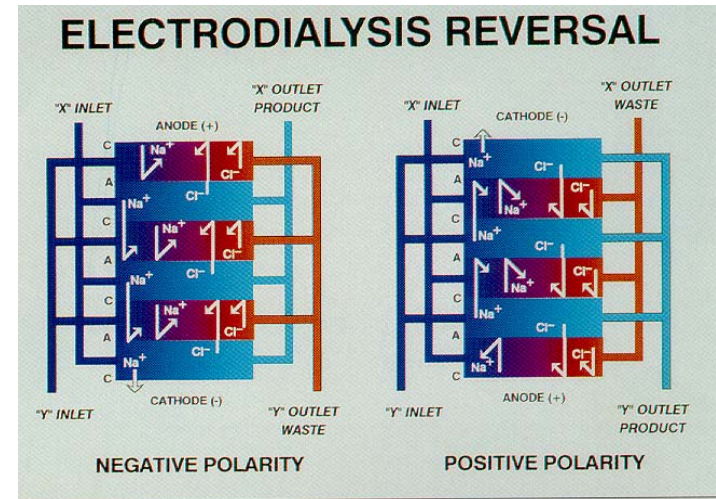 ELECTRODIALYSIS REVERSAL
"X" INLET
"X" OUTLET
PRODUCT
ANODE (+)
C
A
C
A
C
A
C
Na+
Cl–
Cl–
Na+
Cl–
Na+
Cl–
Na+
Cl–
Na+
Cl–
Na+
Cl–
CATHODE (-)
"Y" INLET
"Y" OUTLET
WASTE
NEGATIVE POLARITY
"X" INLET
"X" OUTLET
WASTE
CATHODE (-)
C
A
C
A
C
A
C
Na+
Cl–
Na+
Cl–
Na+
Cl–
Na+
Cl–
Na+
Cl–
Na+
Cl–
ANODE (+)
"Y" INLET
"Y" OUTLET
PRODUCT
POSITIVE POLARITY